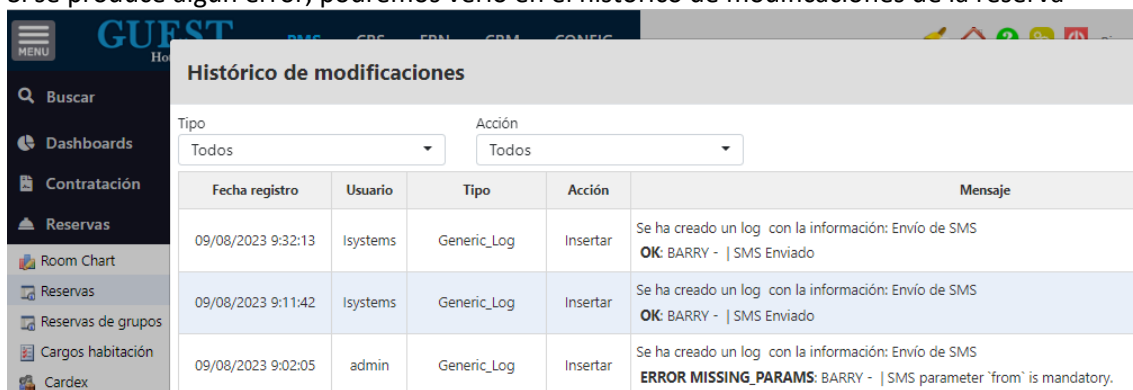 Si se produce algún error, podremos verlo en el histórico de modificaciones de la reserva
MENU
GUEST
PMS CRS ERN CRM CONFIG
Histórico de modificaciones
Buscar
Dashboards
Contratación
Reservas
Room Chart
Reservas
Reservas de grupos
Cargos habitación
Cardex
Tipo Acción
Todos Todos
Fecha registro Usuario Tipo Acción Mensaje
09/08/2023 9:32:13 Isystems Generic_Log Insertar Se ha creado un log con la información: Envío de SMS
OK: BARRY - | SMS Enviado
09/08/2023 9:11:42 Isystems Generic_Log Insertar Se ha creado un log con la información: Envío de SMS
OK: BARRY - | SMS Enviado
09/08/2023 9:02:05 admin Generic_Log Insertar Se ha creado un log con la información: Envío de SMS
ERROR MISSING_PARAMS: BARRY - | SMS parameter `from` is mandatory.